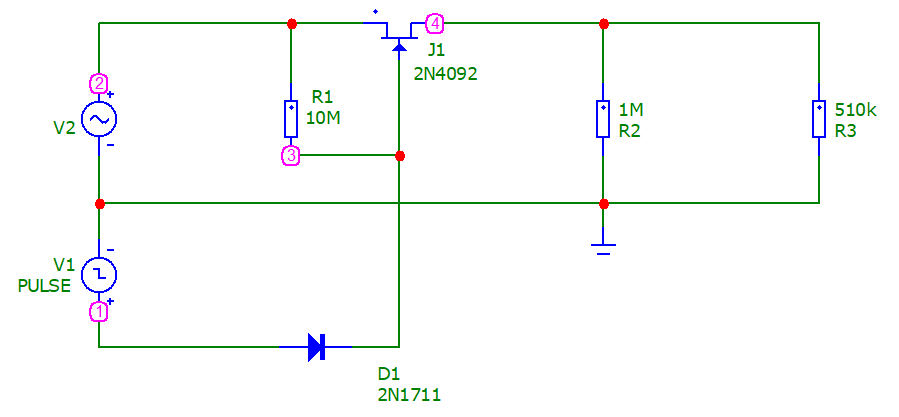 4
J1
2N4092
2
+
V2
-
R1
10M
3
1M
R2
510k
R3
-
V1
PULSE
+
1
D1
2N1711